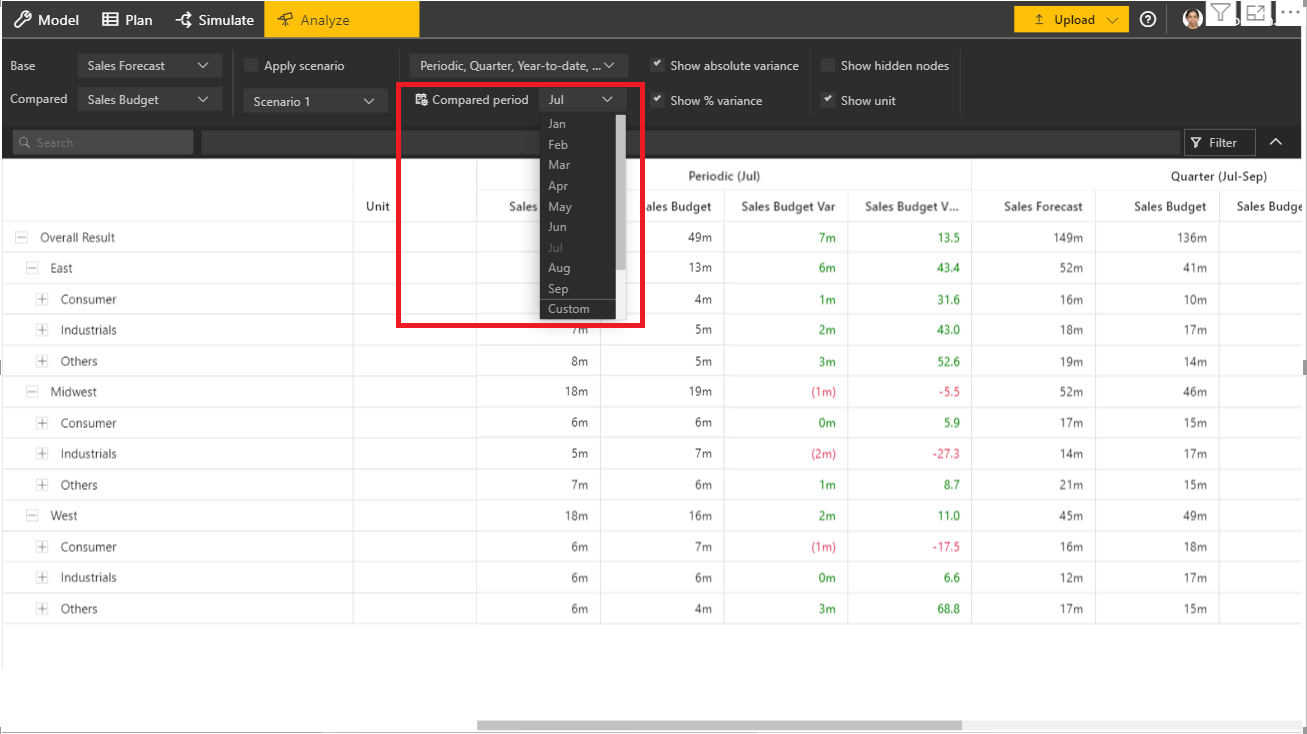 Model Plan Simulate Analyze Upload
Base Sales Forecast Apply scenario Periodic, Quarter, Year-to-date, ... Show absolute variance Show hidden nodes
Compared Sales Budget Scenario 1 Compared period Jul Show % variance Show unit
Jan
Feb
Mar
Apr
May
Jun
Jul
Aug
Sep
Custom
Search Filter
Periodic (Jul) Quarter (Jul-Sep)
Unit Sales Budget Sales Budget Var Sales Budget V... Sales Forecast Sales Budget Sales Budge
Overall Result 49m 7m 13.5 149m 136m
East 13m 6m 43.4 52m 41m
Consumer 4m 1m 31.6 16m 10m
Industrials 7m 5m 2m 43.0 18m 17m
Others 8m 5m 3m 52.6 19m 14m
Midwest 18m 19m (1m) -5.5 52m 46m
Consumer 6m 6m 0m 5.9 17m 15m
Industrials 5m 7m (2m) -27.3 14m 17m
Others 7m 6m 1m 8.7 21m 15m
West 18m 16m 2m 11.0 45m 49m
Consumer 6m 7m (1m) -17.5 16m 18m
Industrials 6m 6m 0m 6.6 12m 17m
Others 6m 4m 3m 68.8 17m 15m